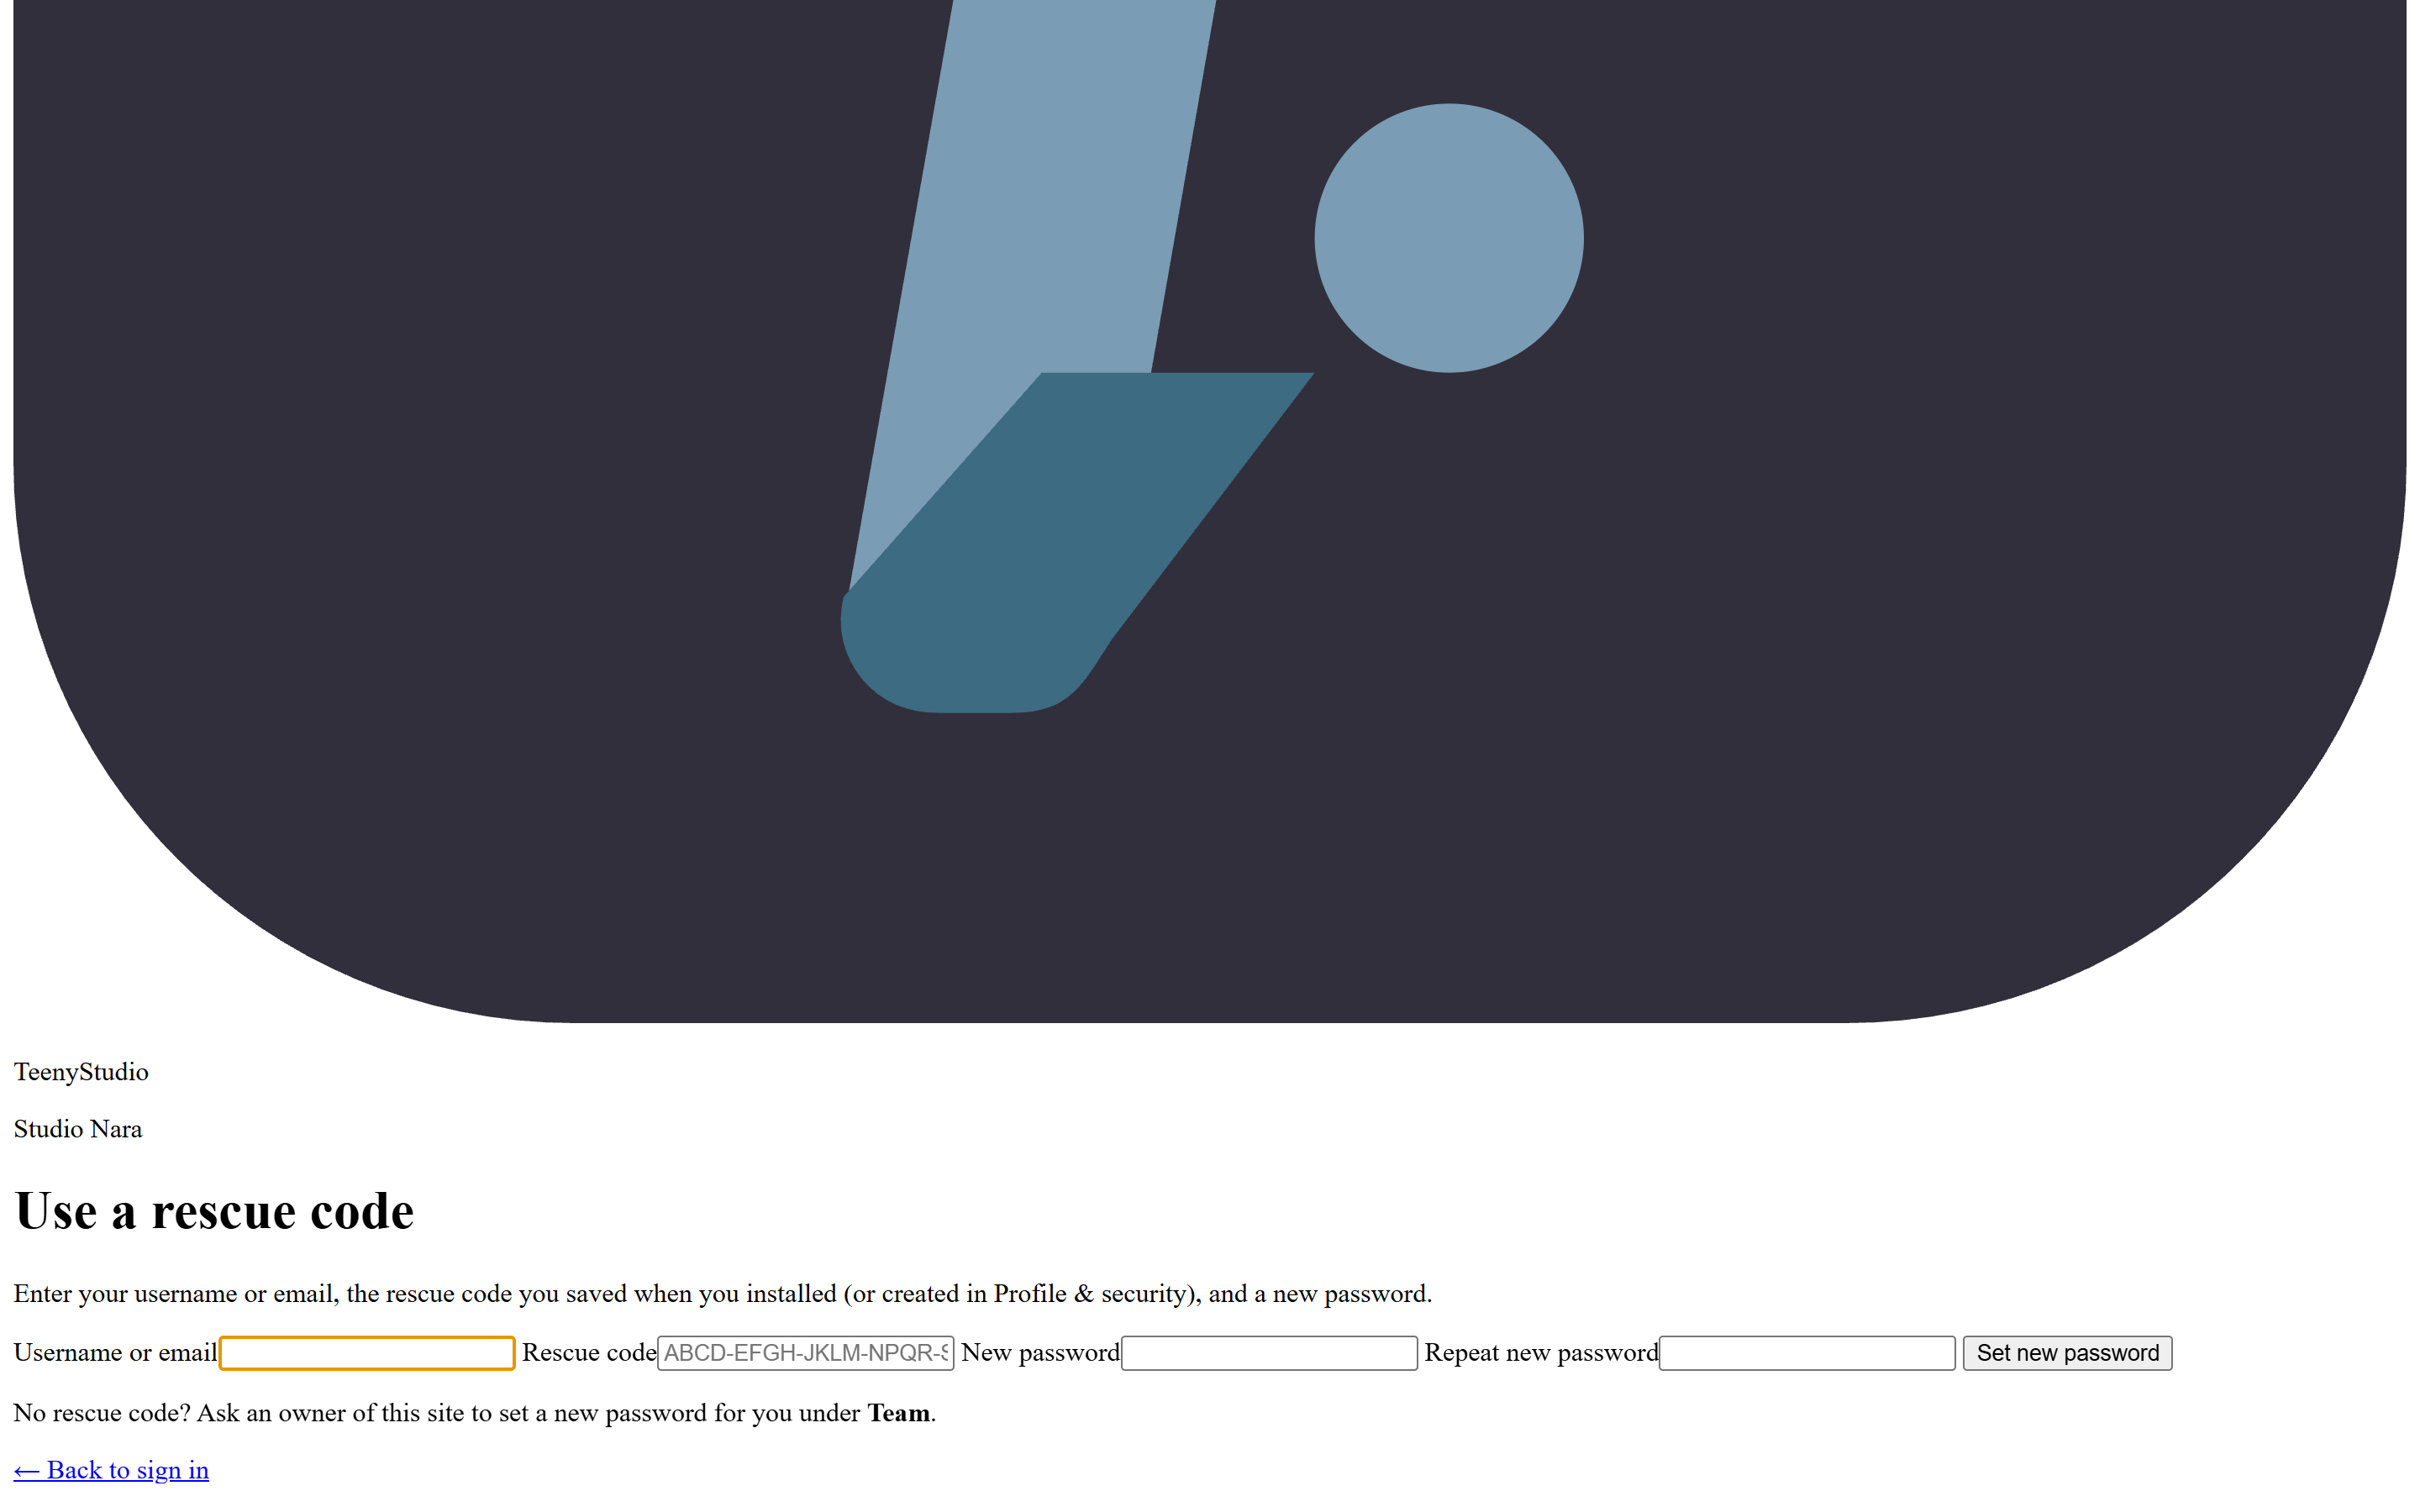 TeenyStudio
Studio Nara
Use a rescue code
Enter your username or email, the rescue code you saved when you installed (or created in Profile & security), and a new password.
Username or email Rescue code ABCD-EFGH-JKLM-NPQR-S New password Repeat new password Set new password
No rescue code? Ask an owner of this site to set a new password for you under Team.
← Back to sign in